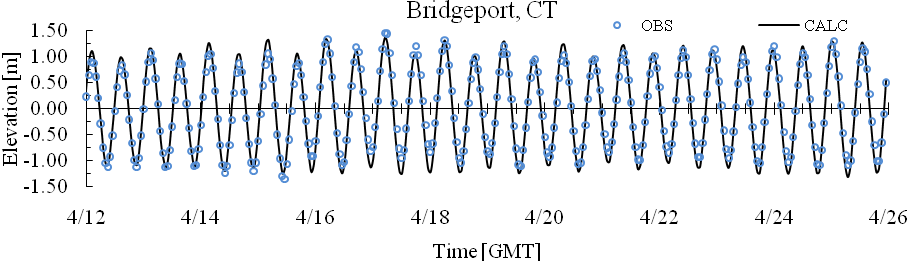 Bridgeport, CT
OBS CALC
Elevation [m]
1.50
1.00
0.50
0.00
-0.50
-1.00
-1.50
4/12 4/14 4/16 4/18 4/20 4/22 4/24 4/26
Time [GMT]